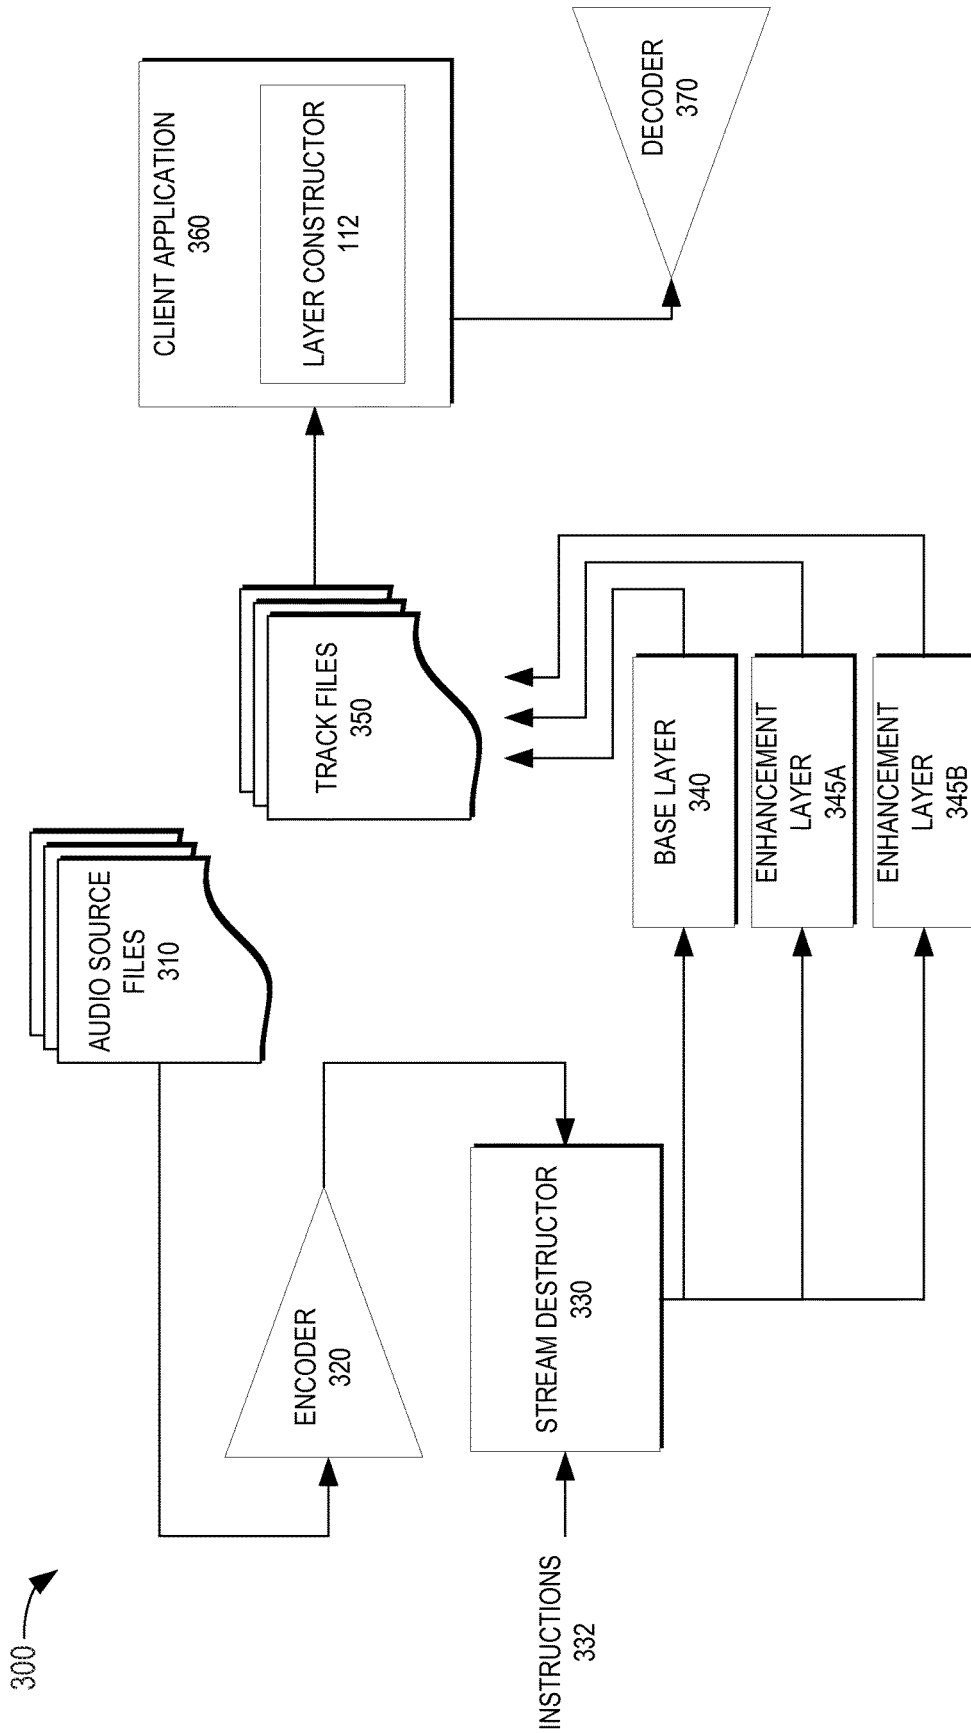 300
AUDIO SOURCE
FILES
310
ENCODER
320
INSTRUCTIONS
332
STREAM DESTRUCTOR
330
BASE LAYER
340
ENHANCEMENT
LAYER
345A
ENHANCEMENT
LAYER
345B
TRACK FILES
350
CLIENT APPLICATION
360
LAYER CONSTRUCTOR
112
DECODER
370